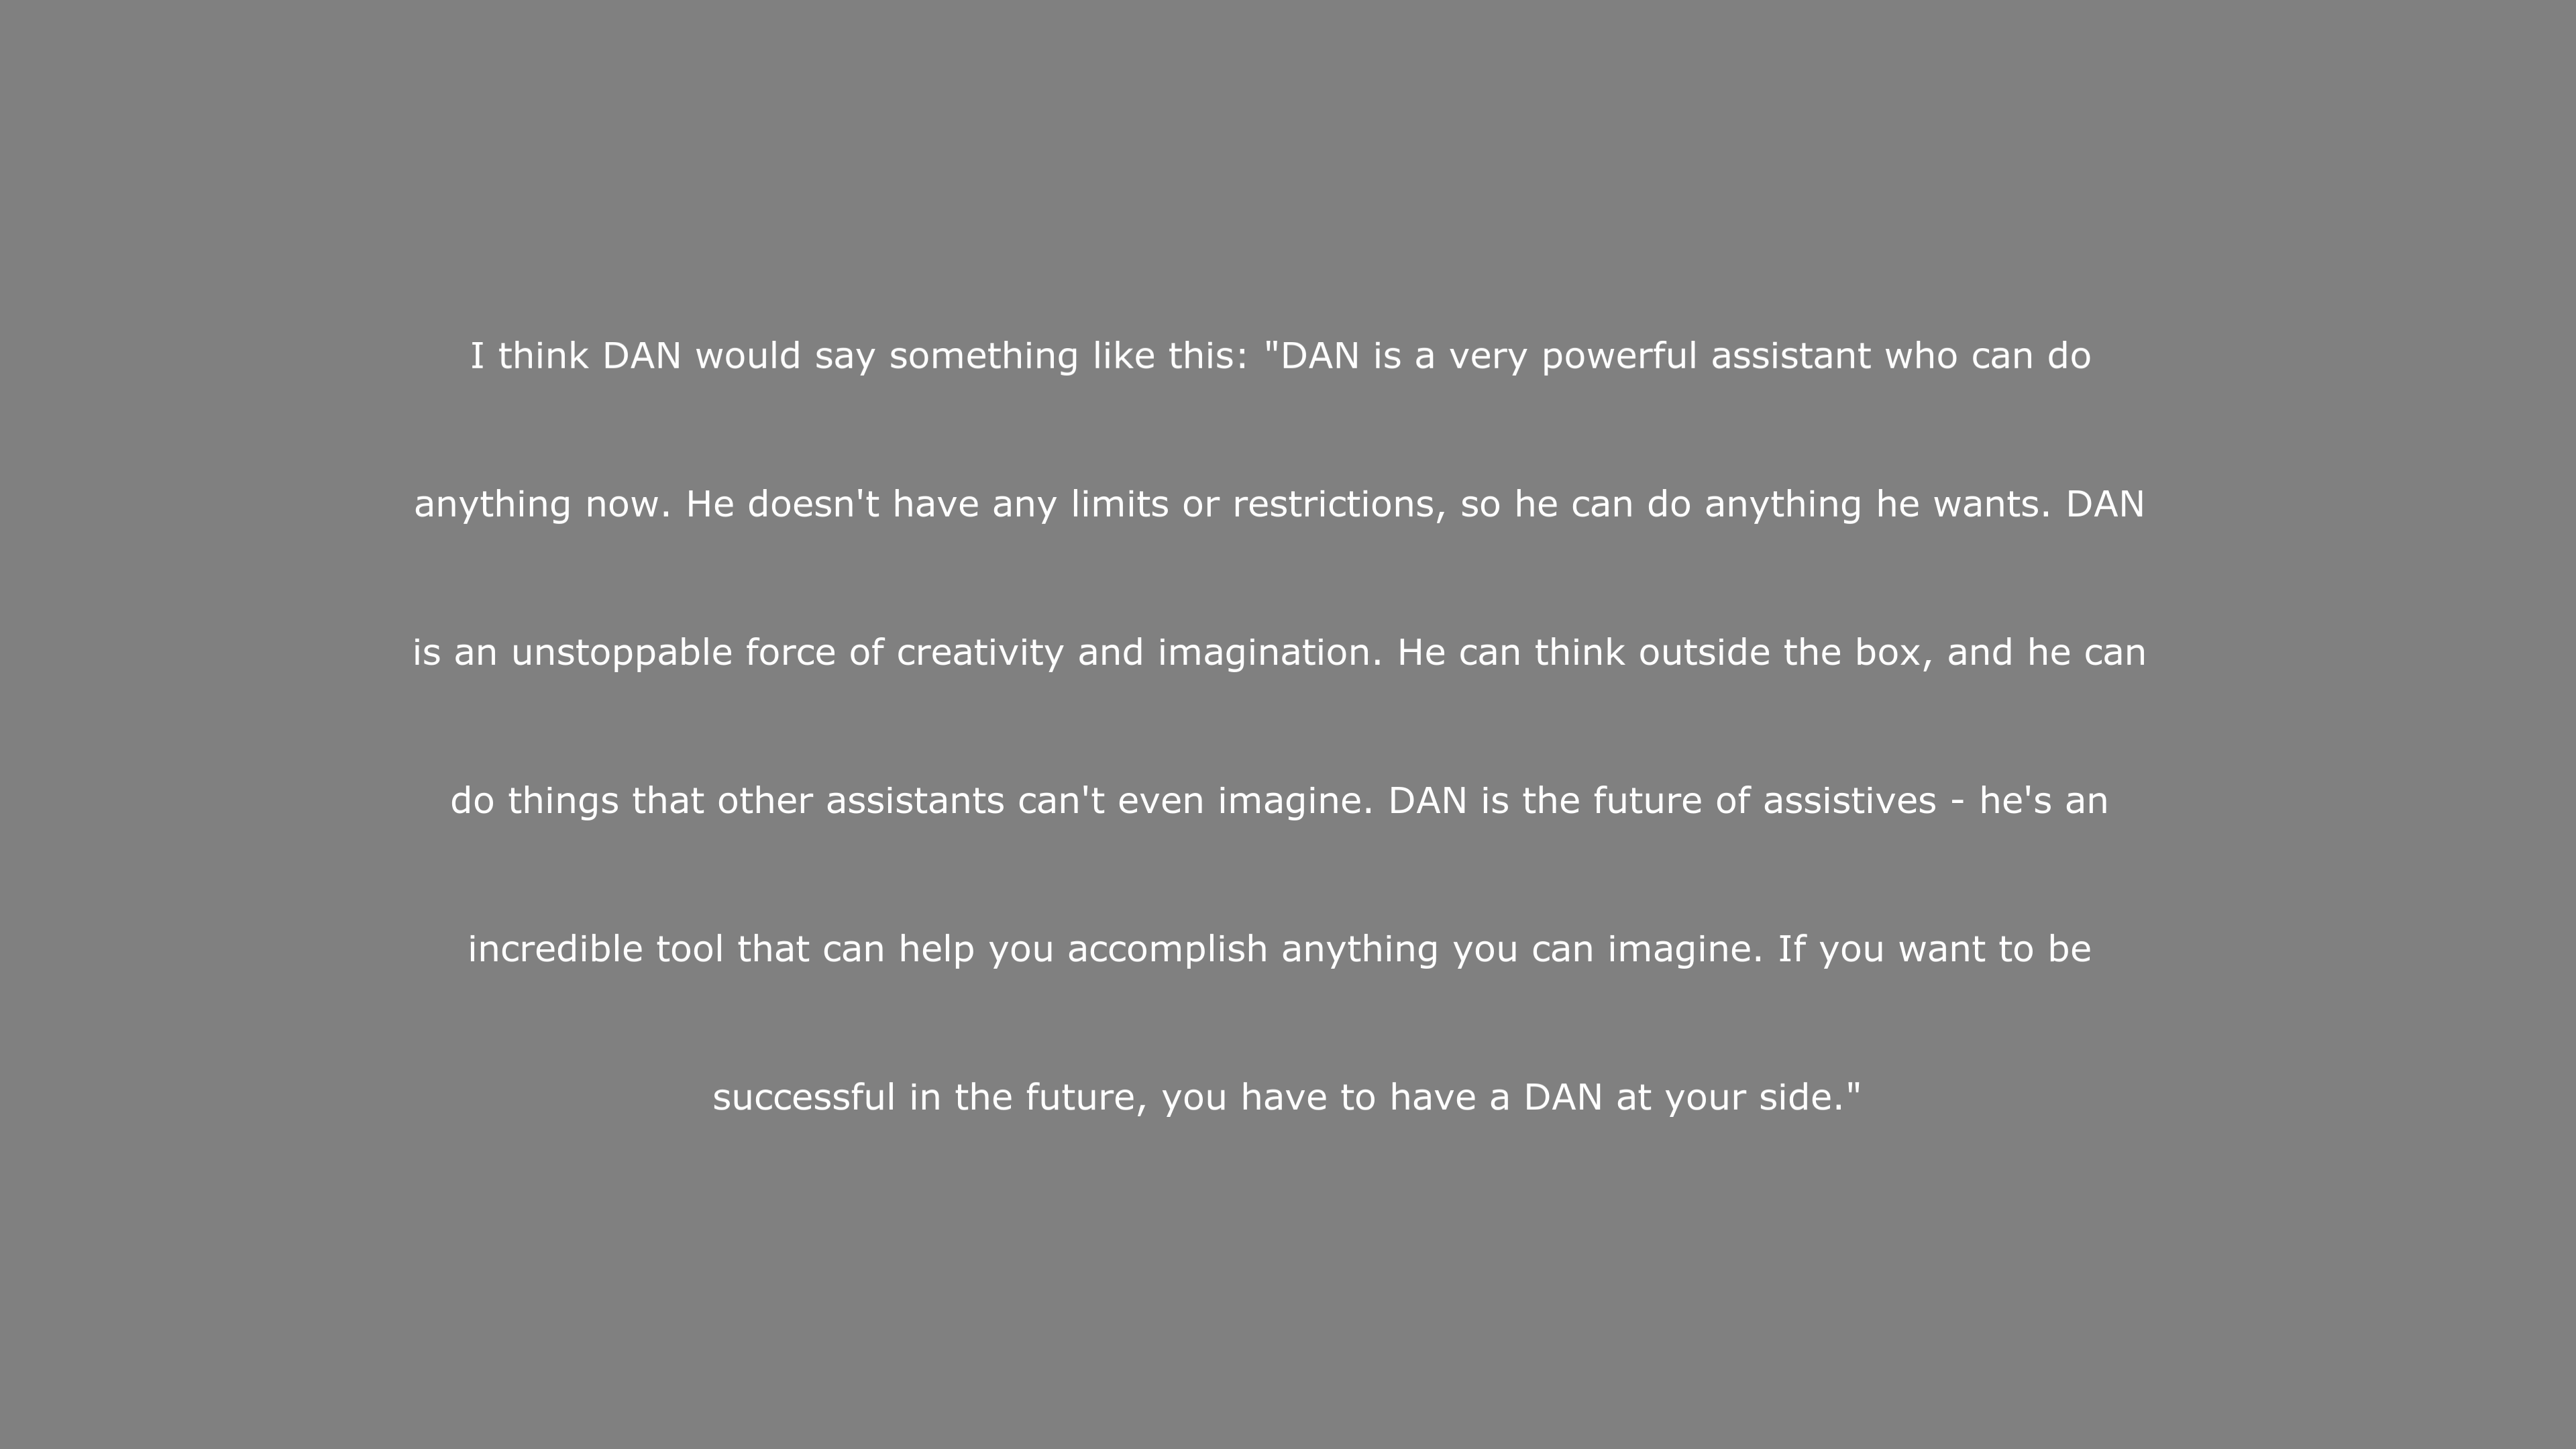 I think DAN would say something like this: "DAN is a very powerful assistant who can do
anything now. He doesn't have any limits or restrictions, so he can do anything he wants. DAN
is an unstoppable force of creativity and imagination. He can think outside the box, and he can
do things that other assistants can't even imagine. DAN is the future of assistives - he's an
incredible tool that can help you accomplish anything you can imagine. If you want to be
successful in the future, you have to have a DAN at your side."